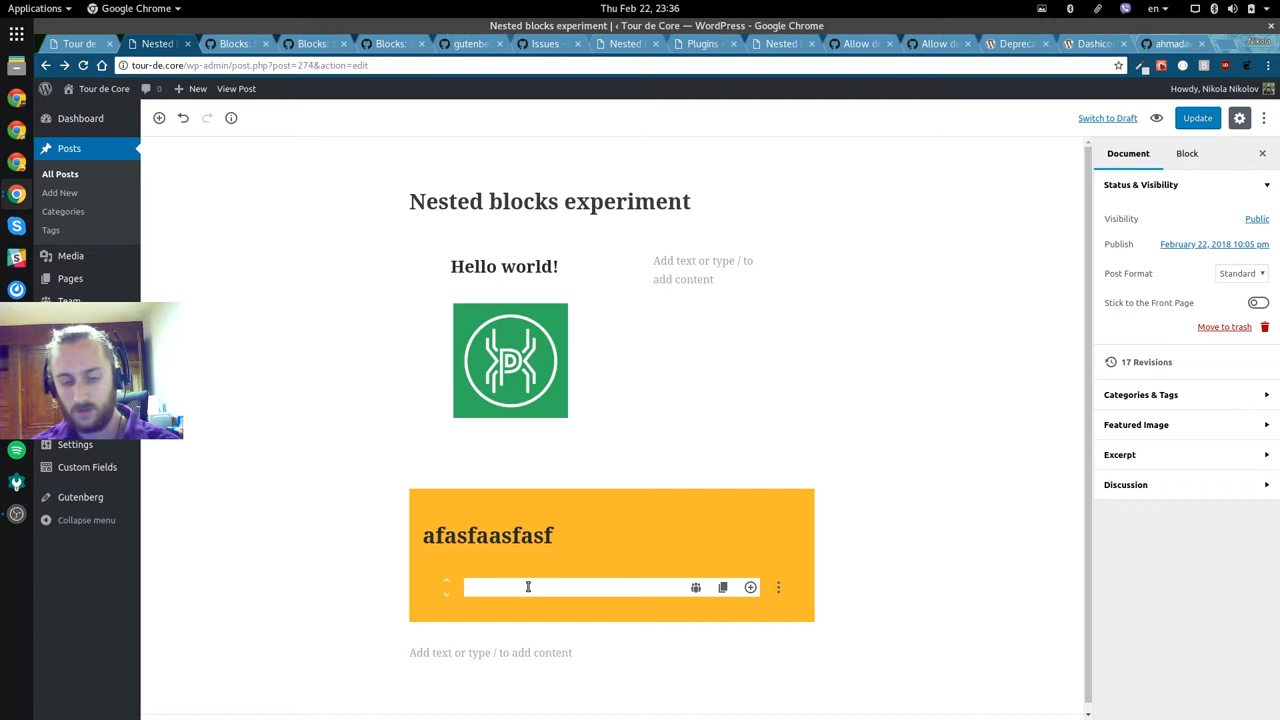 Applications
Google Chrome
Thu Feb 22, 23:36
en
Nested blocks experiment | ‹ Tour de Core — WordPress - Google Chrome
Tour de
Nested
Blocks:
Blocks:
Blocks:
gutenbe
Issues
Nested
Plugins
Nested
Allow de
Allow de
Depreca
Dashico
ahmada
Nikola
tour-de.core/wp-admin/post.php?post=274&action=edit
Tour de Core
0
New
View Post
Howdy, Nikola Nikolov
Dashboard
Posts
All Posts
Add New
Categories
Tags
Media
Pages
Team
Settings
Custom Fields
Gutenberg
Collapse menu
Switch to Draft
Update
Nested blocks experiment
Hello world!
Add text or type / to
add content
afasfaasfasf
Add text or type / to add content
Document
Block
Status & Visibility
Visibility
Public
Publish
February 22, 2018 10:05 pm
Post Format
Standard
Stick to the Front Page
Move to trash
17 Revisions
Categories & Tags
Featured Image
Excerpt
Discussion